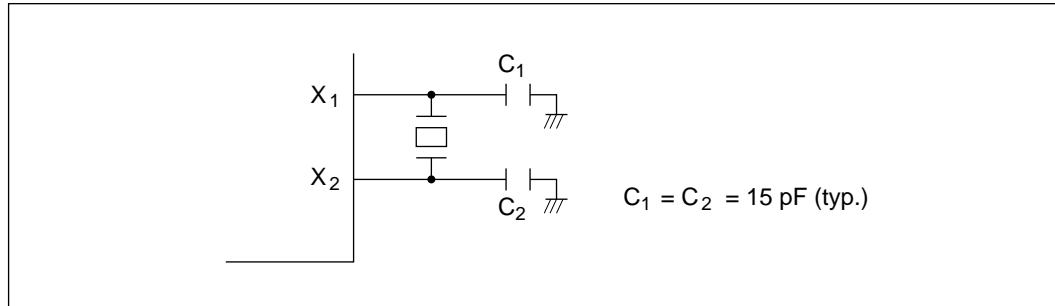 C₁
X₁
X₂
C₂
C₁ = C₂ = 15 pF (typ.)